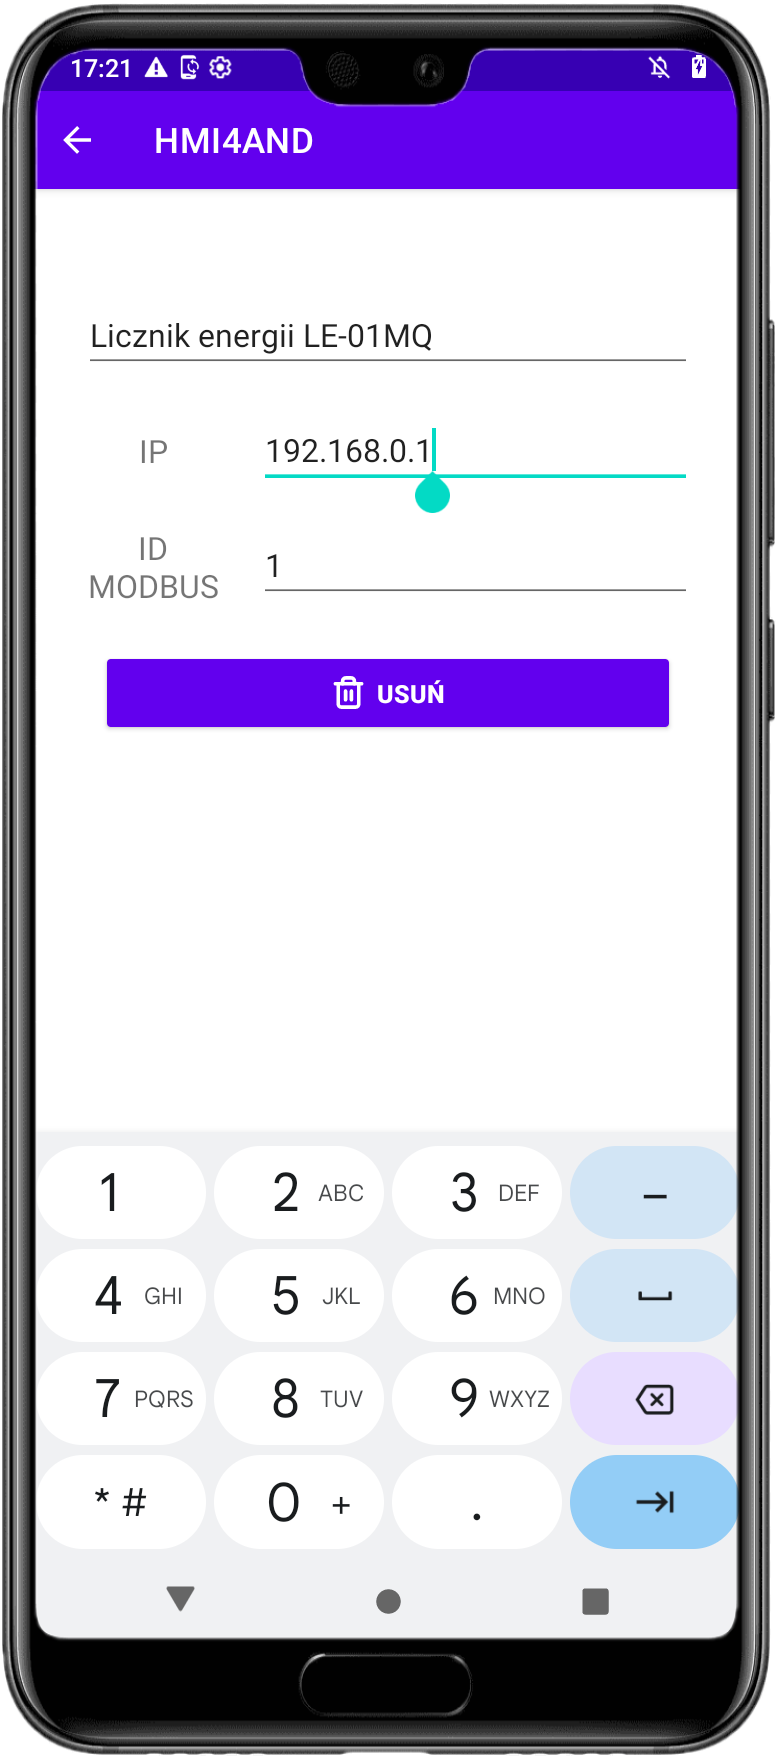 17:21
HMI4AND
Licznik energii LE-01MQ
IP 192.168.0.1
ID
MODBUS 1
USUŃ
1 2 ABC 3 DEF –
4 GHI 5 JKL 6 MNO
7 PQRS 8 TUV 9 WXYZ
* # 0 + .